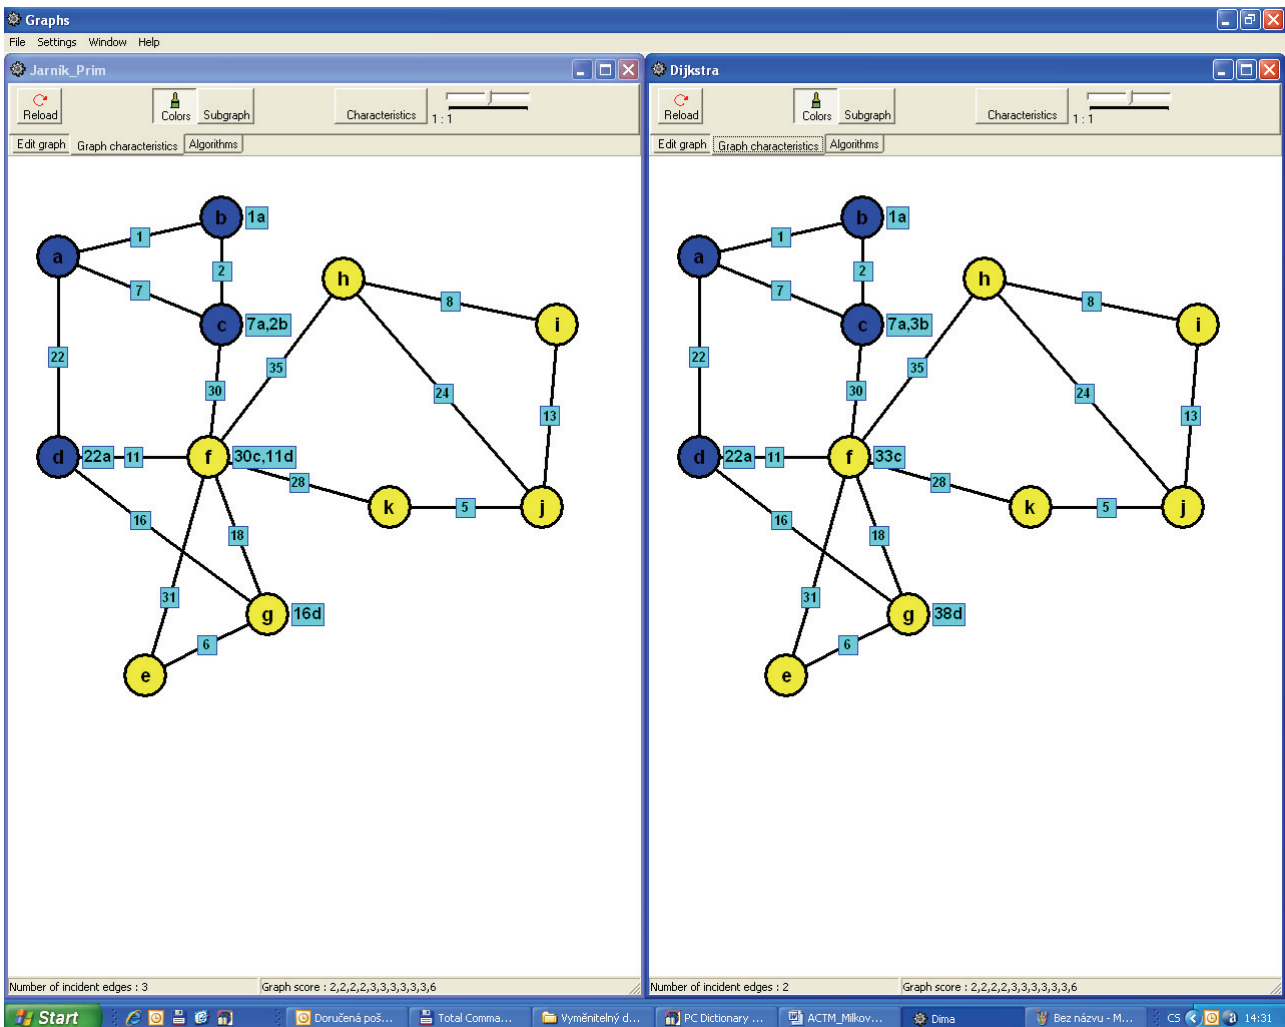 Graphs
File Settings Window Help
Jarník_Prim
Reload Colors Subgraph Characteristics 1 : 1
Edit graph Graph characteristics Algorithms
b 1a
1
a
2
7
h
8
c 7a,2b
i
22
35
30
24
13
d 22a 11 f 30c,11d
28
k 5 j
16
18
31
g 16d
6
e
Number of incident edges : 3 Graph score : 2,2,2,2,3,3,3,3,3,3,6
Dijkstra
Reload Colors Subgraph Characteristics 1 : 1
Edit graph Graph characteristics Algorithms
b 1a
1
a
2
7
h
8
c 7a,3b
i
22
35
30
24
13
d 22a 11 f 33c
28
k 5 j
16
18
31
g 38d
6
e
Number of incident edges : 2 Graph score : 2,2,2,2,3,3,3,3,3,3,6
Start Doručená poš... Total Comma... Vyměnitelný d... PC Dictionary ... ACTM_Milkov... Dima Bez názvu - M... CS 14:31